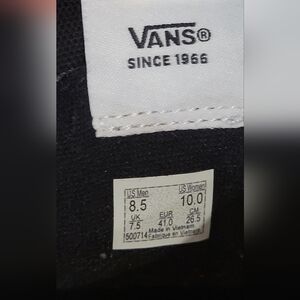 VANS®
SINCE 1966
US Men US Women
8.5 10.0
UK EUR CM
7.5 41.0 26.5
500714 Made in Vietnam
Fabriqué en Vietnam